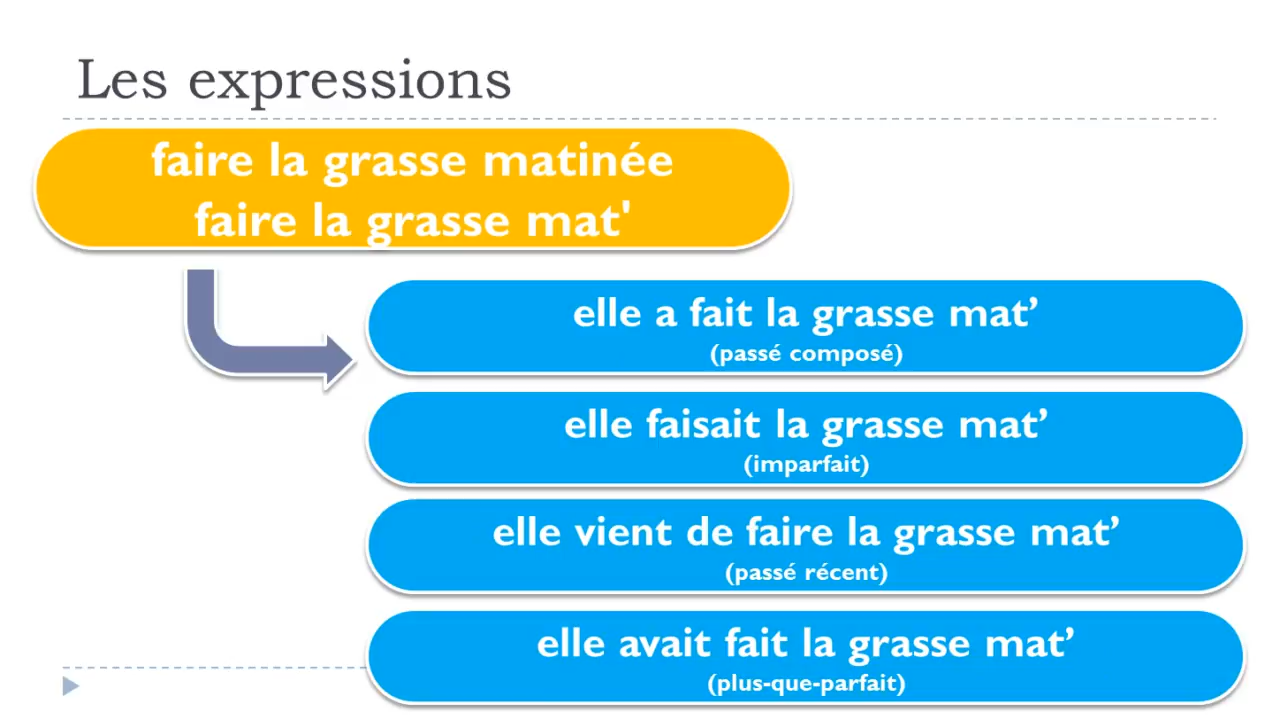 Les expressions
faire la grasse matinée
faire la grasse mat'
elle a fait la grasse mat’
(passé composé)
elle faisait la grasse mat’
(imparfait)
elle vient de faire la grasse mat’
(passé récent)
elle avait fait la grasse mat’
(plus-que-parfait)